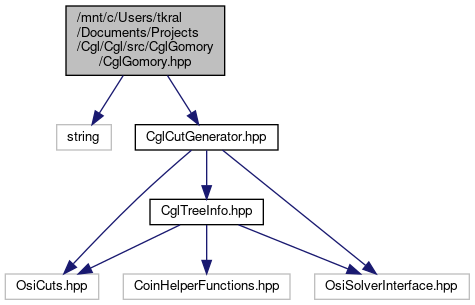 /mnt/c/Users/tkral
/Documents/Projects
/Cgl/Cgl/src/CglGomory
/CglGomory.hpp
string
CglCutGenerator.hpp
CglTreeInfo.hpp
OsiCuts.hpp
CoinHelperFunctions.hpp
OsiSolverInterface.hpp